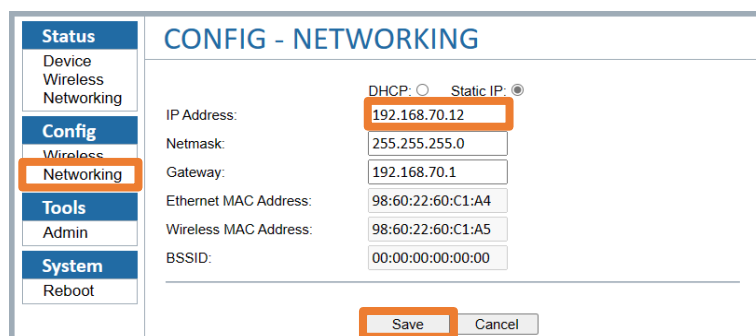 Status
Device
Wireless
Networking
Config
Wireless
Networking
Tools
Admin
System
Reboot
CONFIG - NETWORKING
DHCP: Static IP:
IP Address: 192.168.70.12
Netmask: 255.255.255.0
Gateway: 192.168.70.1
Ethernet MAC Address: 98:60:22:60:C1:A4
Wireless MAC Address: 98:60:22:60:C1:A5
BSSID: 00:00:00:00:00:00
Save Cancel